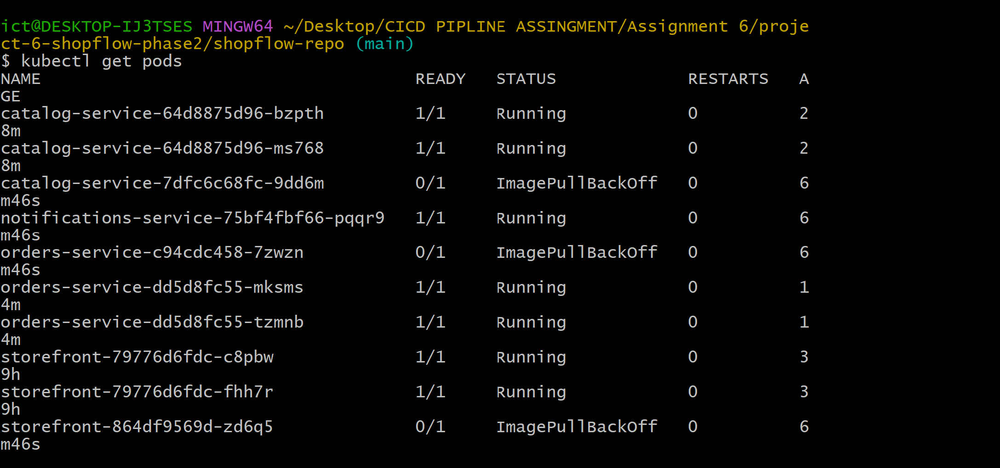 ict@DESKTOP-IJ3TSES MINGW64 ~/Desktop/CICD PIPLINE ASSINGMENT/Assignment 6/proje
ct-6-shopflow-phase2/shopflow-repo (main)
$ kubectl get pods
NAME                                     READY   STATUS             RESTARTS   A
GE
catalog-service-64d8875d96-bzpth         1/1     Running            0          2
8m
catalog-service-64d8875d96-ms768         1/1     Running            0          2
8m
catalog-service-7dfc6c68fc-9dd6m         0/1     ImagePullBackOff   0          6
m46s
notifications-service-75bf4fbf66-pqqr9   1/1     Running            0          6
m46s
orders-service-c94cdc458-7zwzn           0/1     ImagePullBackOff   0          6
m46s
orders-service-dd5d8fc55-mksms           1/1     Running            0          1
4m
orders-service-dd5d8fc55-tzmnb           1/1     Running            0          1
4m
storefront-79776d6fdc-c8pbw              1/1     Running            0          3
9h
storefront-79776d6fdc-fhh7r              1/1     Running            0          3
9h
storefront-864df9569d-zd6q5              0/1     ImagePullBackOff   0          6
m46s